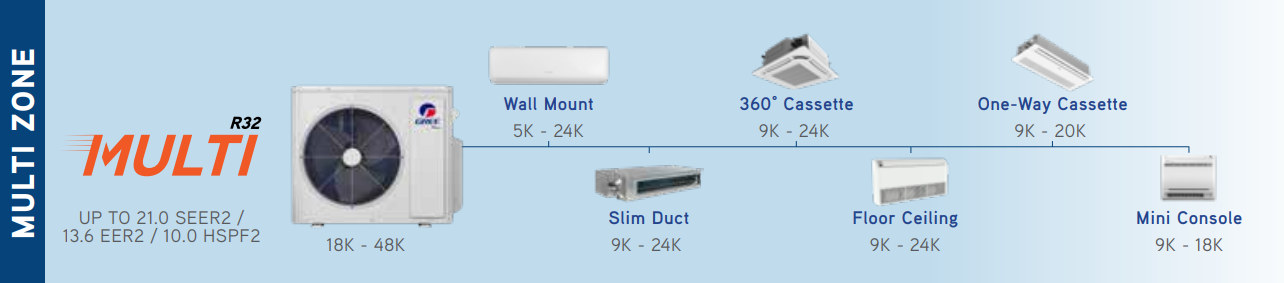 MULTI ZONE
R32
MULTI
UP TO 21.0 SEER2 /
13.6 EER2 / 10.0 HSPF2
GREE
18K - 48K
Wall Mount
5K - 24K
360° Cassette
9K - 24K
One-Way Cassette
9K - 20K
Slim Duct
9K - 24K
Floor Ceiling
9K - 24K
Mini Console
9K - 18K